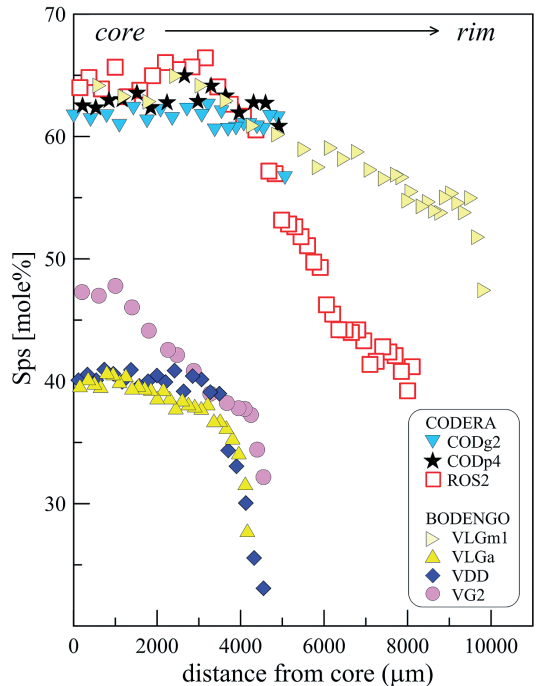 70
core rim
60
50
40
30
Sps [mole%]
CODERA
CODg2
CODp4
ROS2
BODENGO
VLGm1
VLGa
VDD
VG2
0 2000 4000 6000 8000 10000
distance from core (μm)